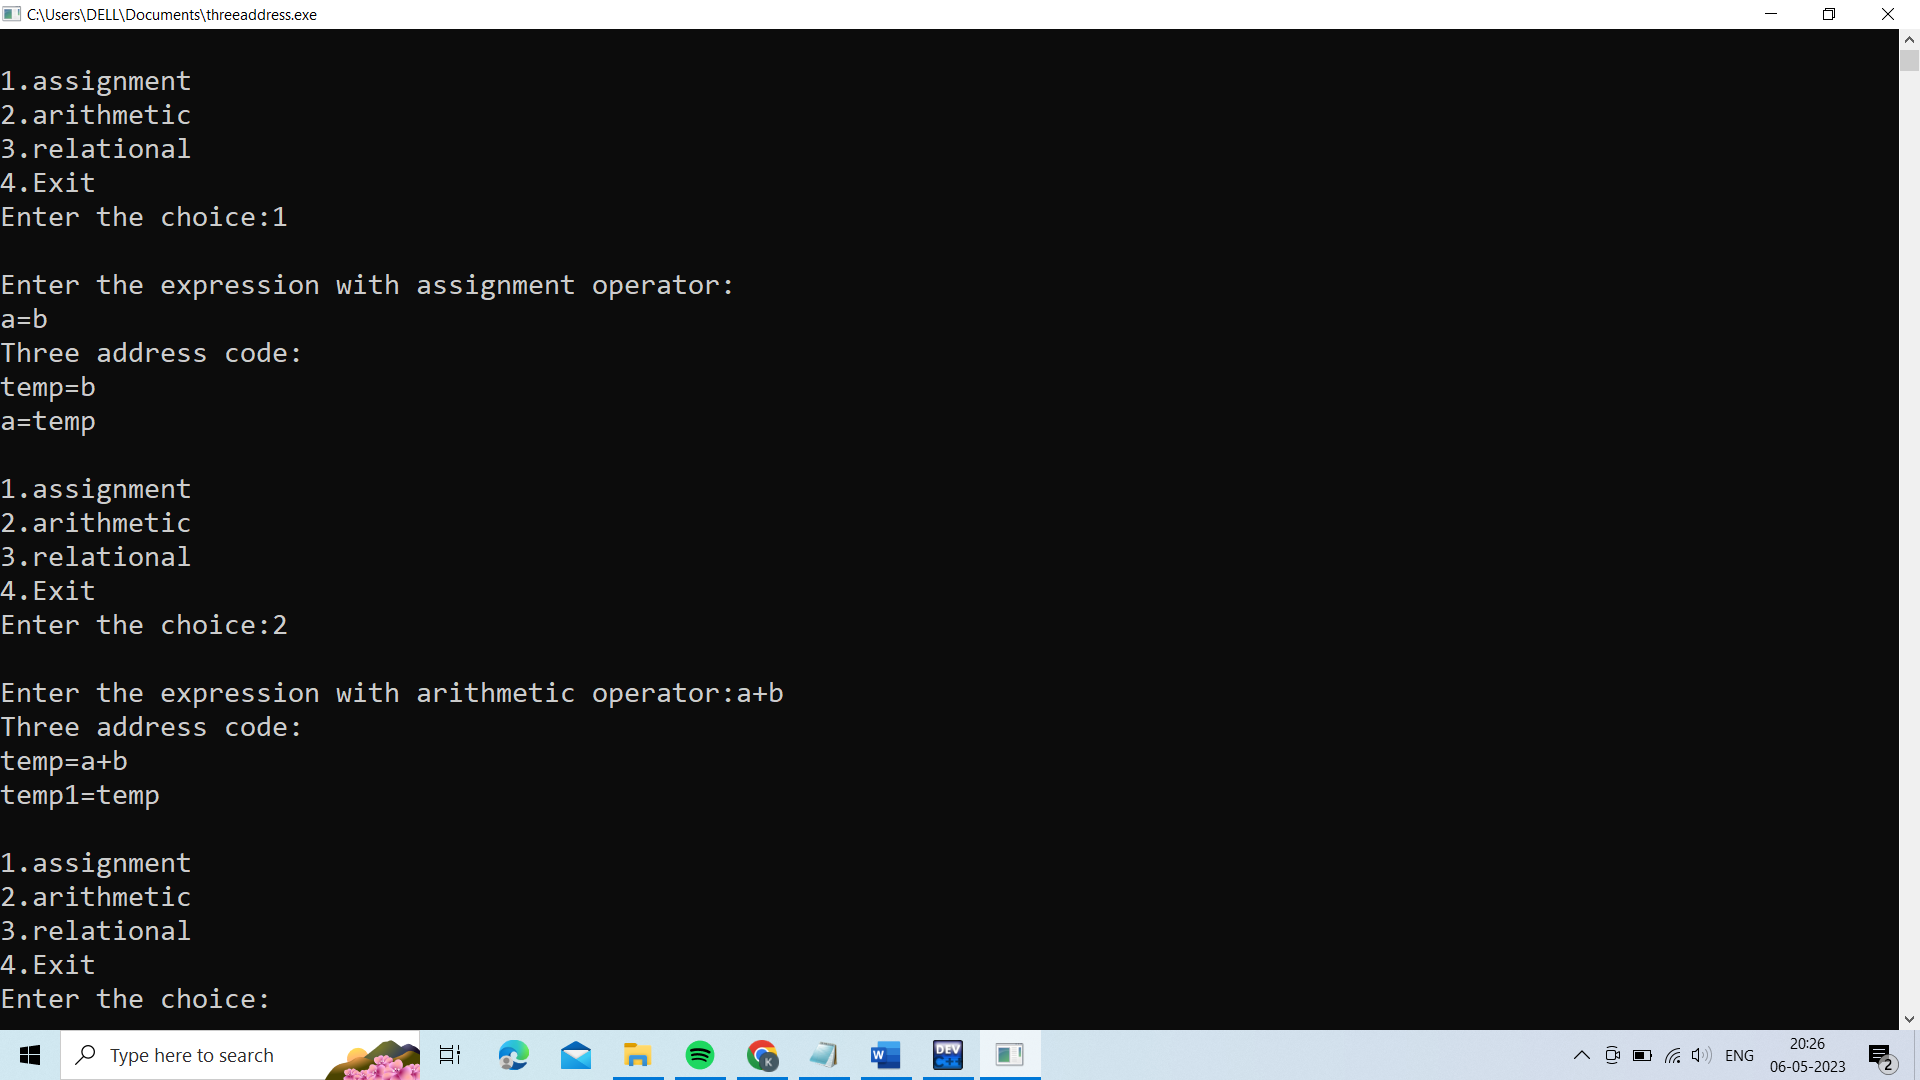 C:\Users\DELL\Documents\threeaddress.exe
1.assignment
2.arithmetic
3.relational
4.Exit
Enter the choice:1
Enter the expression with assignment operator:
a=b
Three address code:
temp=b
a=temp
1.assignment
2.arithmetic
3.relational
4.Exit
Enter the choice:2
Enter the expression with arithmetic operator:a+b
Three address code:
temp=a+b
temp1=temp
1.assignment
2.arithmetic
3.relational
4.Exit
Enter the choice:
Type here to search
K
W
DEV
C++
ENG
20:26
06-05-2023
2